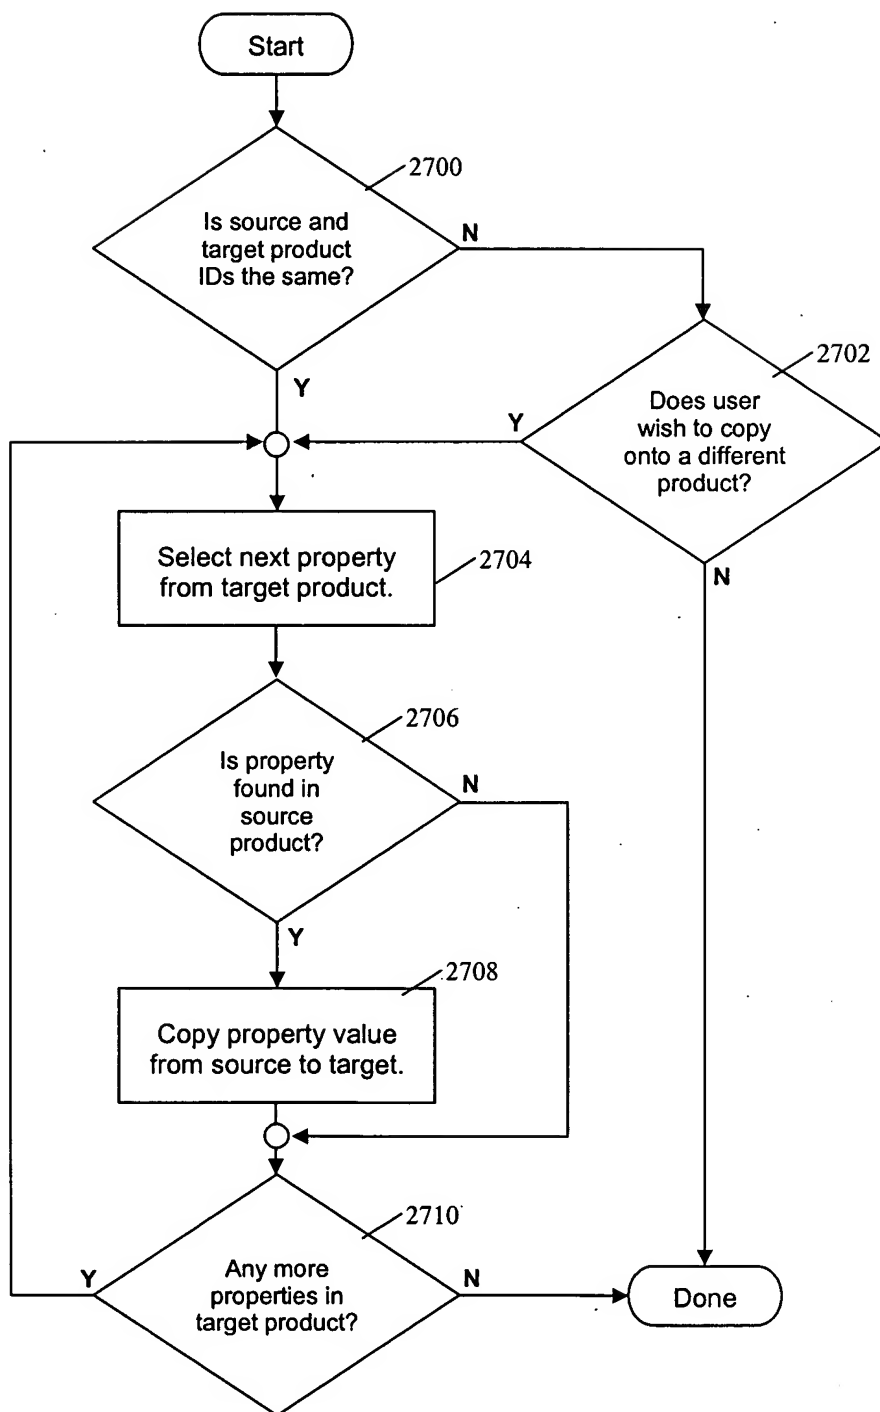 Start
2700
Is source and
target product
IDs the same?
N
Y
2702
Does user
wish to copy
onto a different
product?
Y
N
Select next property
from target product.
2704
2706
Is property
found in
source
product?
N
Y
2708
Copy property value
from source to target.
2710
Any more
properties in
target product?
Y
N
Done